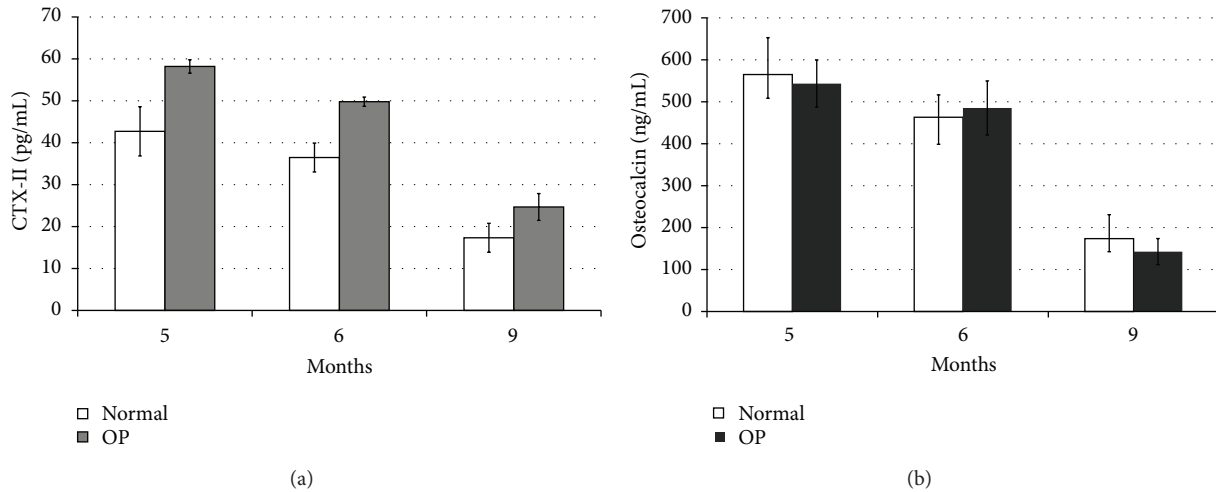 70
60
50
40
30
20
10
0
CTX-II (pg/mL)
5 6 9
Months
Normal
OP
(a)
700
600
500
400
300
200
100
0
Osteocalcin (ng/mL)
5 6 9
Months
Normal
OP
(b)